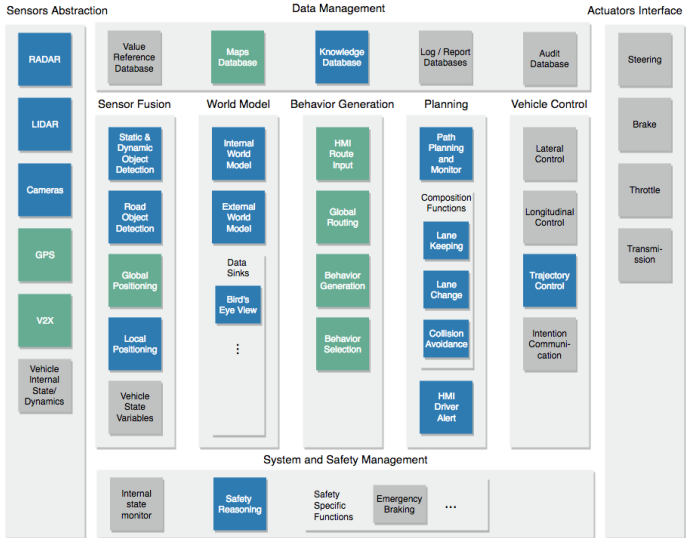 Sensors Abstraction
Data Management
Actuators Interface
RADAR
LIDAR
Cameras
GPS
V2X
Vehicle
Internal
State/
Dynamics
Value
Reference
Database
Maps
Database
Knowledge
Database
Log / Report
Databases
Audit
Database
Sensor Fusion
Static &
Dynamic
Object
Detection
Road
Object
Detection
Global
Positioning
Local
Positioning
Vehicle
State
Variables
World Model
Internal
World
Model
External
World
Model
Data
Sinks
Bird's
Eye View
⋮
Behavior Generation
HMI
Route
Input
Global
Routing
Behavior
Generation
Behavior
Selection
Planning
Path
Planning
and
Monitor
Composition
Functions
Lane
Keeping
Lane
Change
Collision
Avoidance
HMI
Driver
Alert
Vehicle Control
Lateral
Control
Longitudinal
Control
Trajectory
Control
Intention
Communi-
cation
Steering
Brake
Throttle
Transmi-
ssion
System and Safety Management
Internal
state
monitor
Safety
Reasoning
Safety
Specific
Functions
Emergency
Braking
...